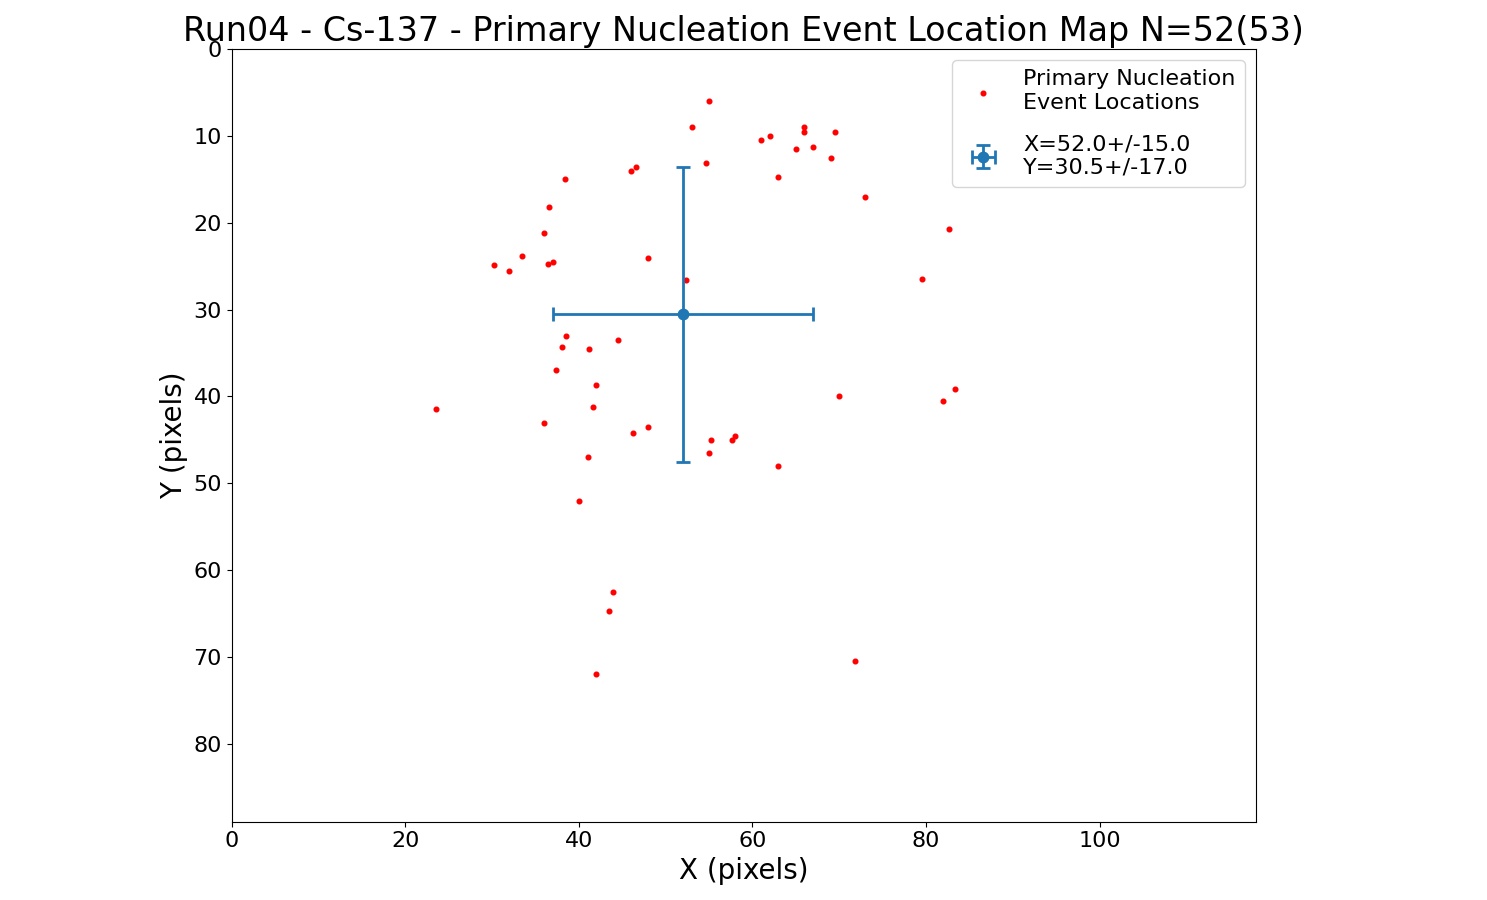 Run04 - Cs-137 - Primary Nucleation Event Location Map N=52(53)
Primary Nucleation
Event Locations
X=52.0+/-15.0
Y=30.5+/-17.0
0
10
20
30
40
50
60
70
80
Y (pixels)
0 20 40 60 80 100
X (pixels)